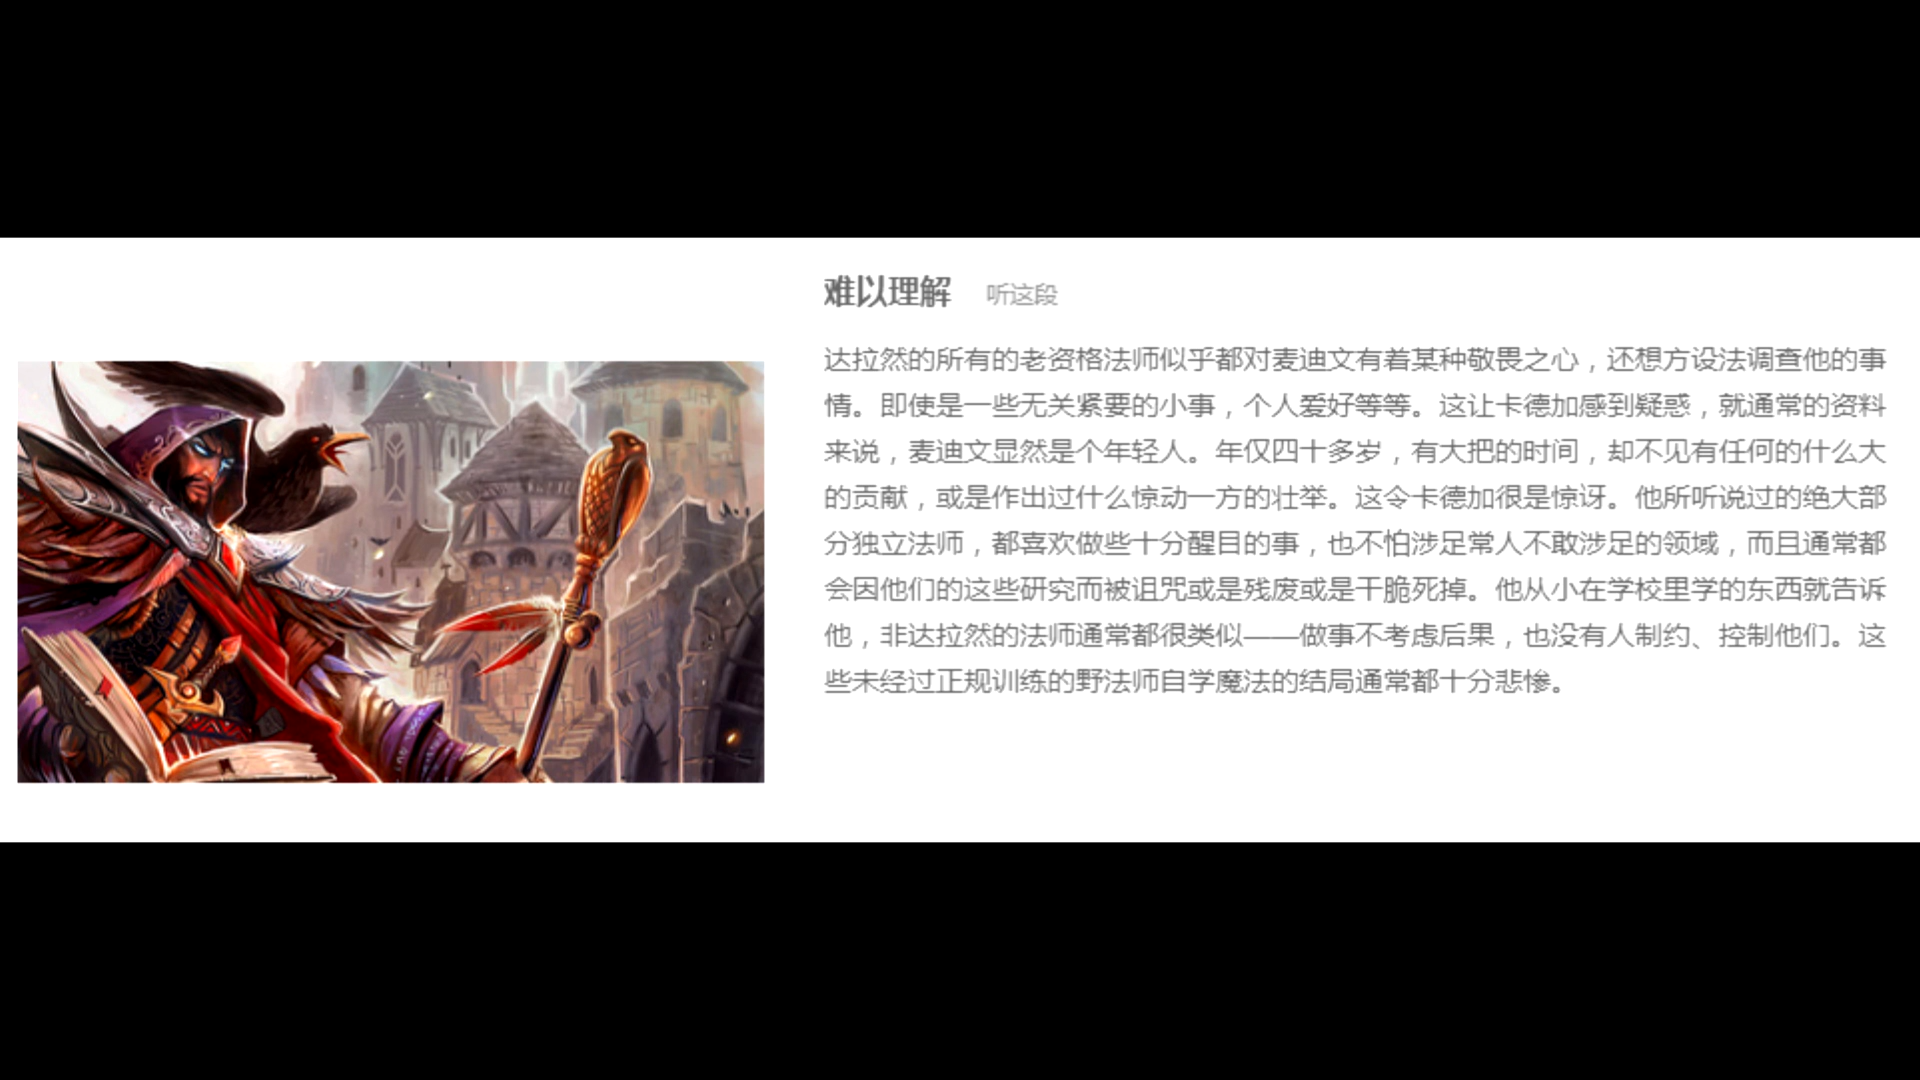 难以理解 听这段
达拉然的所有的老资格法师似乎都对麦迪文有着某种敬畏之心，还想方设法调查他的事
情。即使是一些无关紧要的小事，个人爱好等等。这让卡德加感到疑惑，就通常的资料
来说，麦迪文显然是个年轻人。年仅四十多岁，有大把的时间，却不见有任何的什么大
的贡献，或是作出过什么惊动一方的壮举。这令卡德加很是惊讶。他所听说过的绝大部
分独立法师，都喜欢做些十分醒目的事，也不怕涉足常人不敢涉足的领域，而且通常都
会因他们的这些研究而被诅咒或是残废或是干脆死掉。他从小在学校里学的东西就告诉
他，非达拉然的法师通常都很类似——做事不考虑后果，也没有人制约、控制他们。这
些未经过正规训练的野法师自学魔法的结局通常都十分悲惨。